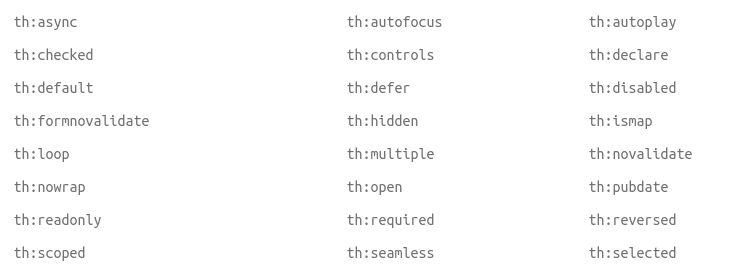 th:async th:autofocus th:autoplay
th:checked th:controls th:declare
th:default th:defer th:disabled
th:formnovalidate th:hidden th:ismap
th:loop th:multiple th:novalidate
th:nowrap th:open th:pubdate
th:readonly th:required th:reversed
th:scoped th:seamless th:selected